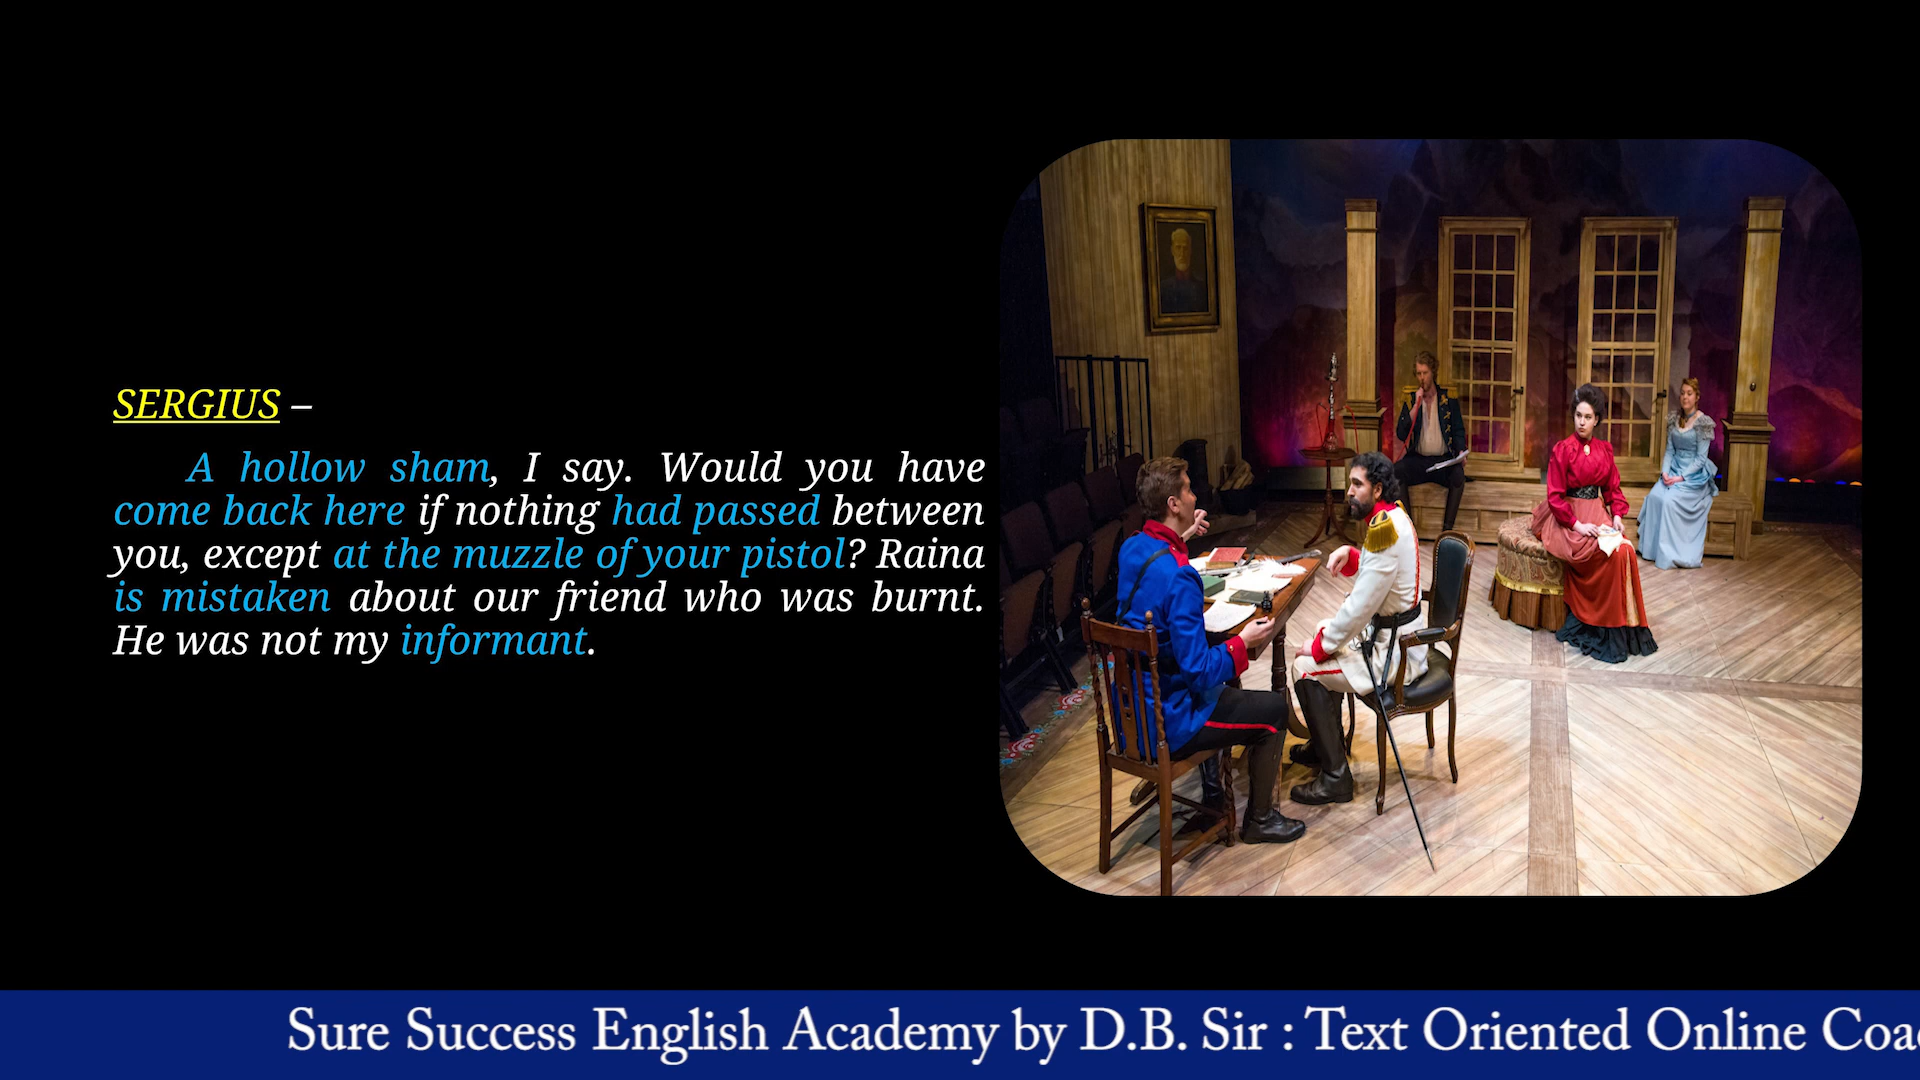 SERGIUS –
A hollow sham, I say. Would you have
come back here if nothing had passed between
you, except at the muzzle of your pistol? Raina
is mistaken about our friend who was burnt.
He was not my informant.
Sure Success English Academy by D.B. Sir : Text Oriented Online Coa